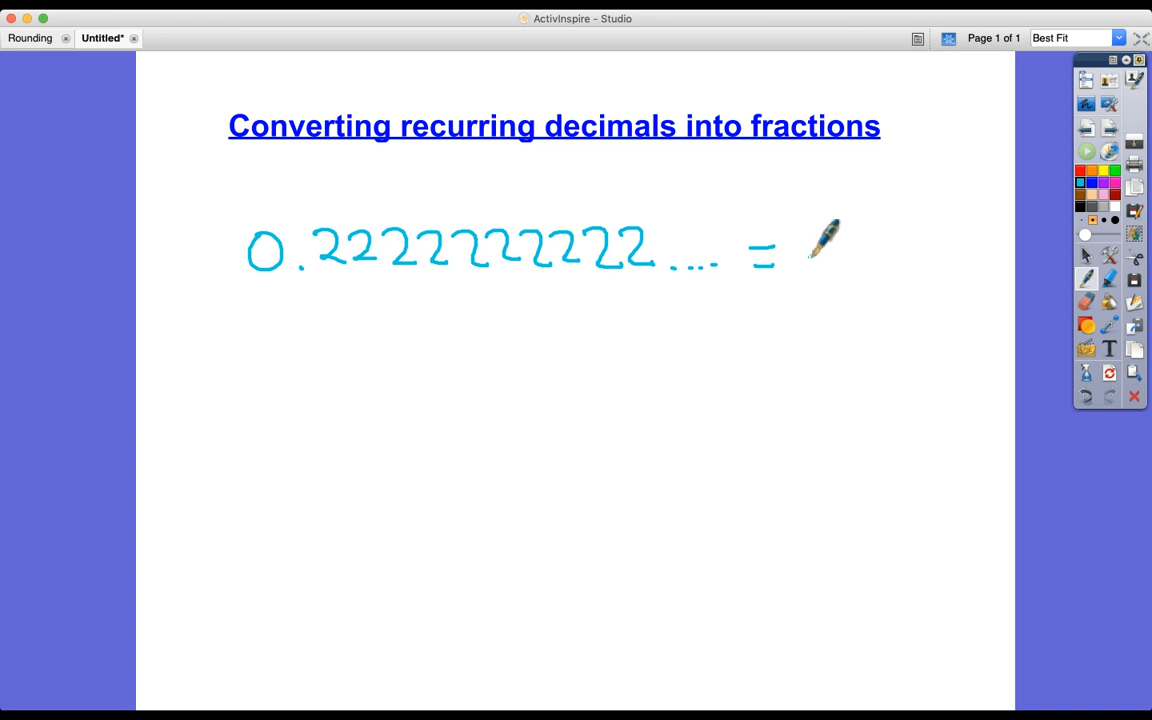 ActivInspire - Studio
Rounding Untitled* Page 1 of 1 Best Fit
Converting recurring decimals into fractions
0.2222222222.... =
T